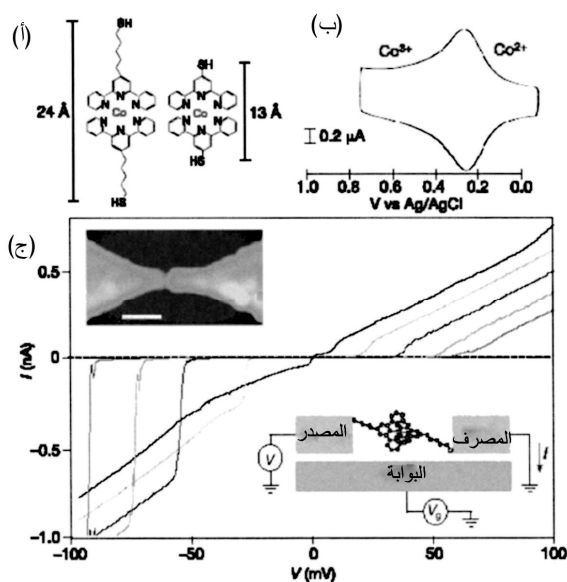 (أ)
SH
24 Å
N N N
Co
N N N
SH
N N N
Co
N N N
HS
13 Å
HS
(ب)
Co3+
Co2+
0.2 µA
1.0 0.8 0.6 0.4 0.2 0.0
V vs Ag/AgCl
(ج)
I (nA)
0.5
0
-0.5
-1.0
المصدر
المصرف
البوابة
V
Vg
i
-100 -50 0 50 100
V (mV)